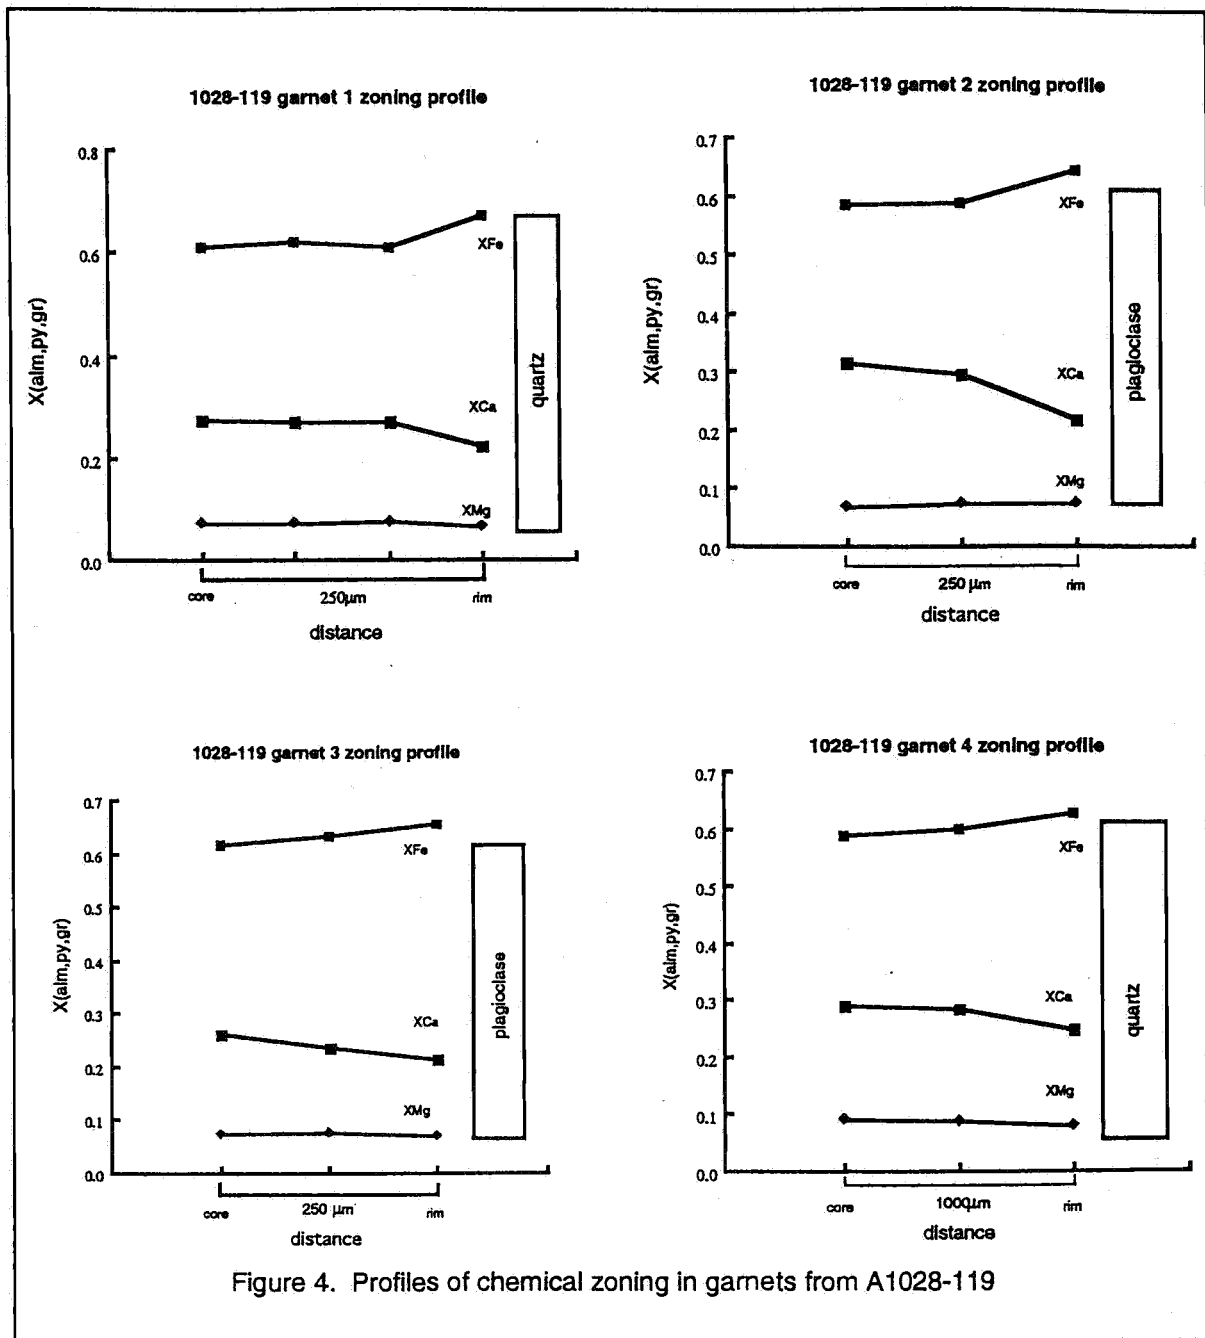 1028-119 garnet 1 zoning profile
X(alm,py,gr)
0.8
0.6
0.4
0.2
0.0
XFe
XCa
XMg
quartz
core 250µm rim
distance
1028-119 garnet 2 zoning profile
X(alm,py,gr)
0.7
0.6
0.5
0.4
0.3
0.2
0.1
0.0
XFe
XCa
XMg
plagioclase
core 250 µm rim
distance
1028-119 garnet 3 zoning profile
X(alm,py,gr)
0.7
0.6
0.5
0.4
0.3
0.2
0.1
0.0
XFe
XCa
XMg
plagioclase
core 250 µm rim
distance
1028-119 garnet 4 zoning profile
X(alm,py,gr)
0.7
0.6
0.5
0.4
0.3
0.2
0.1
0.0
XFe
XCa
XMg
quartz
core 1000µm rim
distance
Figure 4. Profiles of chemical zoning in garnets from A1028-119